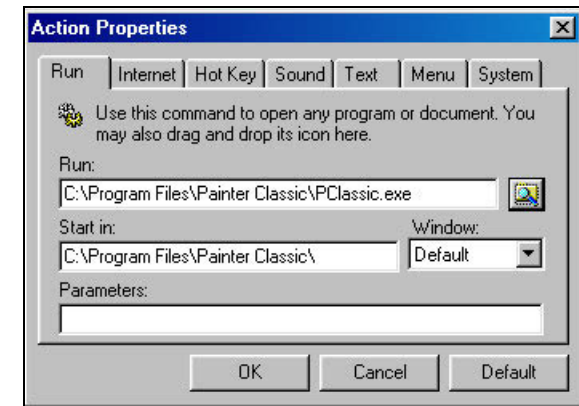 Action Properties
Run Internet Hot Key Sound Text Menu System
Use this command to open any program or document. You
may also drag and drop its icon here.
Run:
C:\Program Files\Painter Classic\PClassic.exe
Start in: Window:
C:\Program Files\Painter Classic\ Default
Parameters:
OK Cancel Default